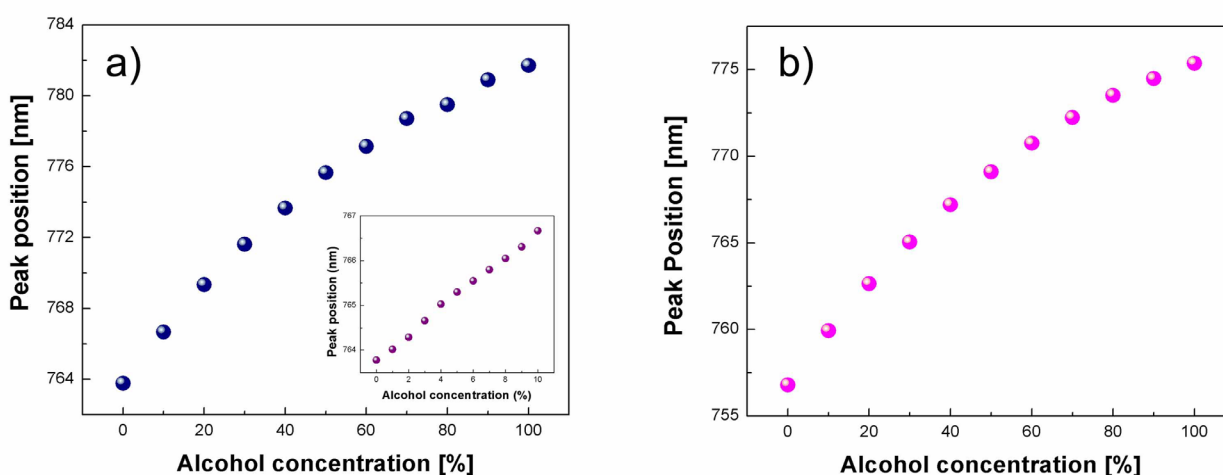 a)
784
780
776
772
768
764
Peak position [nm]
0 20 40 60 80 100
Alcohol concentration [%]
767
766
765
764
Peak position (nm)
0 2 4 6 8 10
Alcohol concentration (%)
b)
775
770
765
760
755
Peak Position [nm]
0 20 40 60 80 100
Alcohol concentration [%]